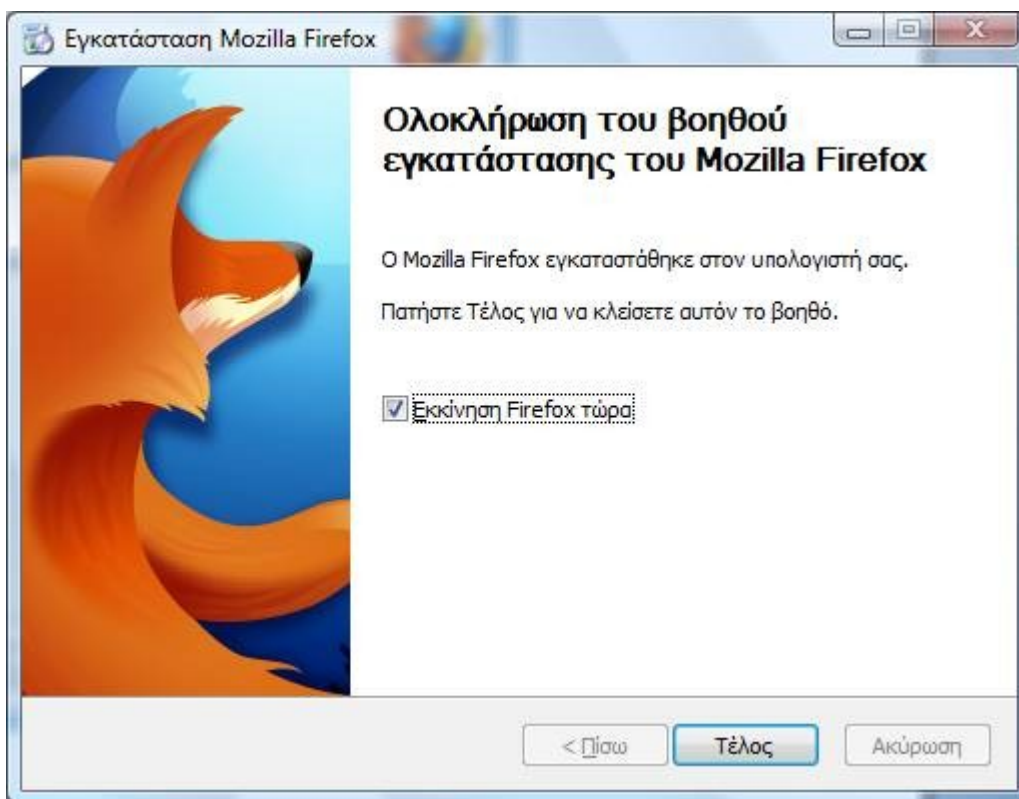 Εγκατάσταση Mozilla Firefox
Ολοκλήρωση του βοηθού
εγκατάστασης του Mozilla Firefox
Ο Mozilla Firefox εγκαταστάθηκε στον υπολογιστή σας.
Πατήστε Τέλος για να κλείσετε αυτόν το βοηθό.
Εκκίνηση Firefox τώρα
< Πίσω Τέλος Ακύρωση